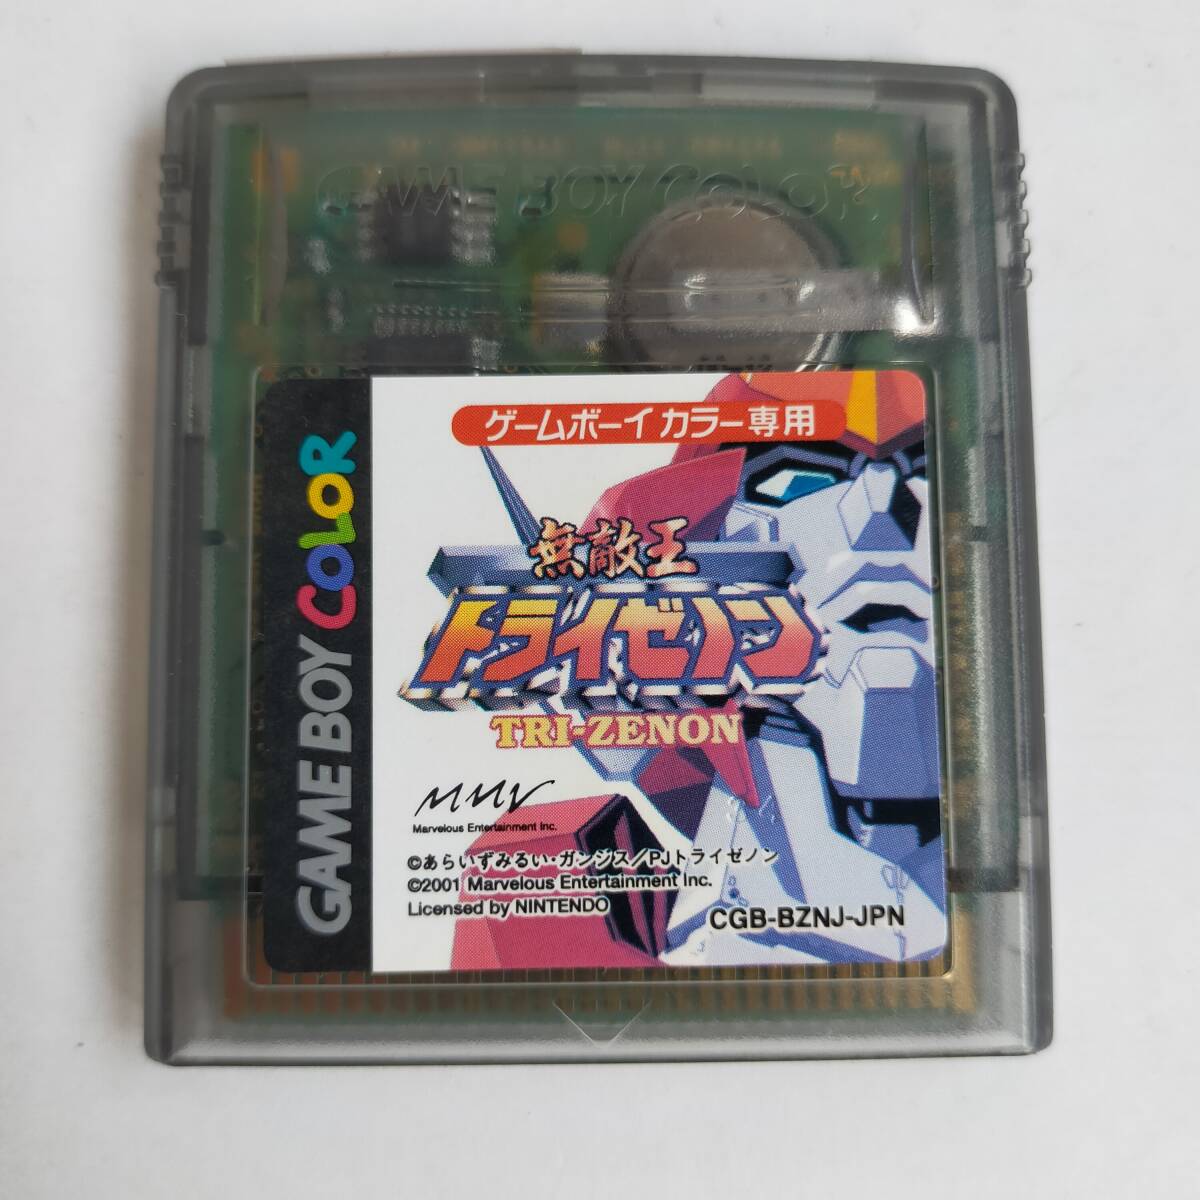 GAME BOY COLOR
GAME BOY COLOR
ゲームボーイカラー専用
無敵王
トライゼノン
TRI-ZENON
MMV
Marvelous Entertainment Inc.
©あらいずみるい・ガンジス/PJトライゼノン
©2001 Marvelous Entertainment Inc.
Licensed by NINTENDO
CGB-BZNJ-JPN